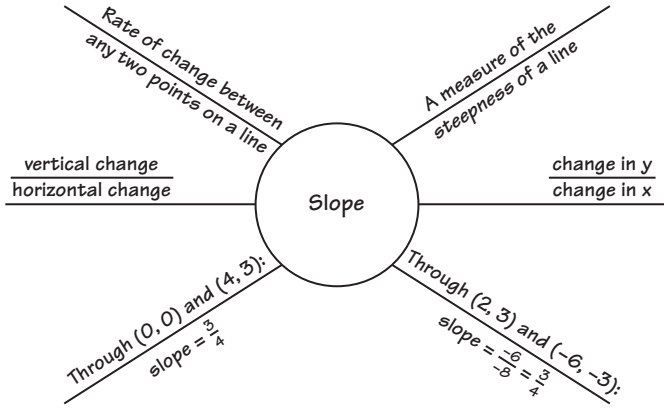 Rate of change between
any two points on a line
A measure of the
steepness of a line
vertical change
horizontal change
Slope
change in y
change in x
Through (0, 0) and (4, 3):
slope = 3/4
Through (2, 3) and (-6, -3):
slope = -6/-8 = 3/4